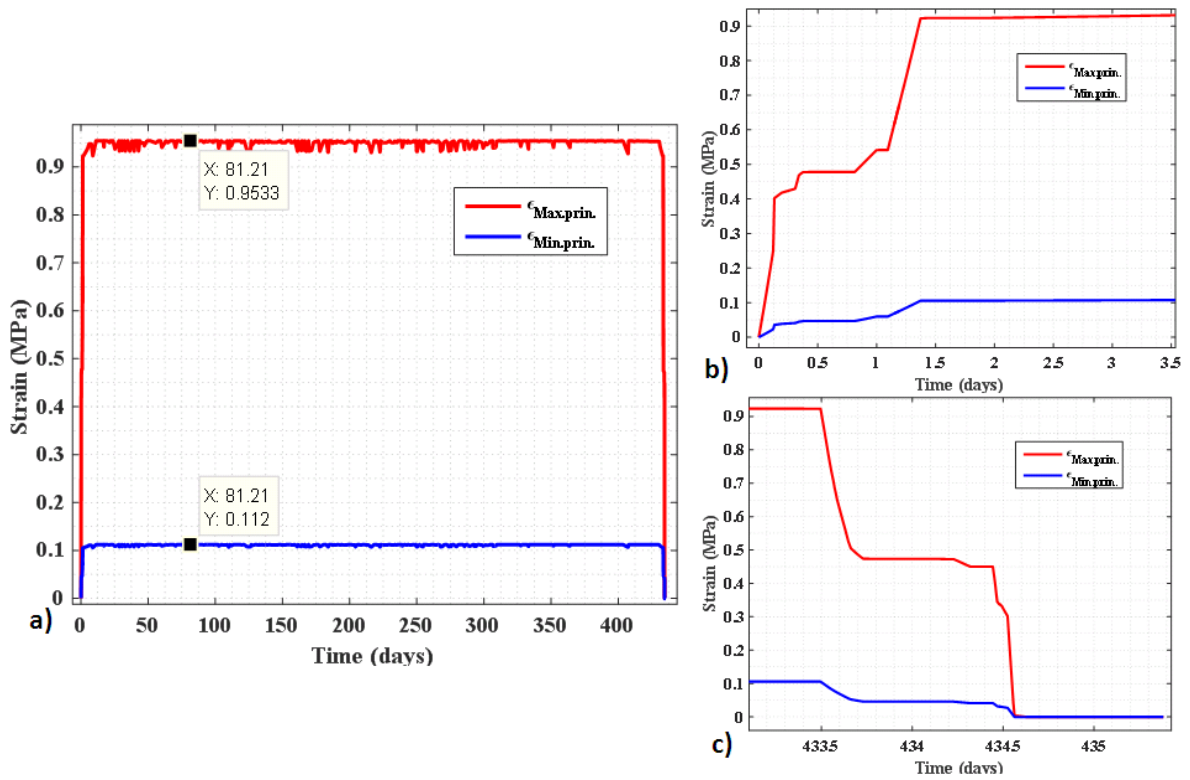 0.9
0.8
0.7
0.6
0.5
0.4
0.3
0.2
0.1
0
Strain (MPa)
X: 81.21
Y: 0.9533
ϵMax.prin.
ϵMin.prin.
X: 81.21
Y: 0.112
0 50 100 150 200 250 300 350 400
Time (days)
a)
0.9
0.8
0.7
0.6
0.5
0.4
0.3
0.2
0.1
0
Strain (MPa)
ϵMax.prin.
ϵMin.prin.
0 0.5 1 1.5 2 2.5 3 3.5
Time (days)
b)
0.9
0.8
0.7
0.6
0.5
0.4
0.3
0.2
0.1
0
Strain (MPa)
ϵMax.prin.
ϵMin.prin.
433.5 434 434.5 435
Time (days)
c)